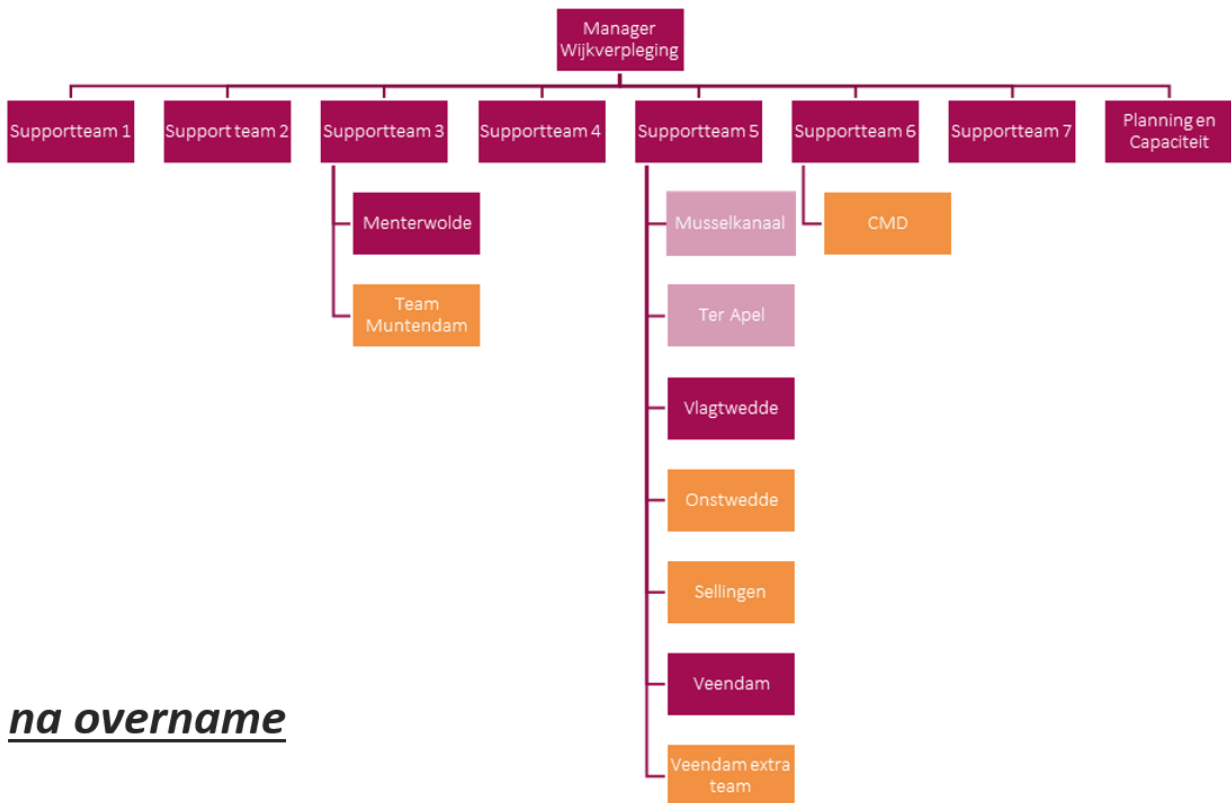 Manager
Wijkverpleging
Supportteam 1
Support team 2
Supportteam 3
Supportteam 4
Supportteam 5
Supportteam 6
Supportteam 7
Planning en
Capaciteit
Menterwolde
Team
Muntendam
Musselkanaal
Ter Apel
Vlagtwedde
Onstwedde
Sellingen
Veendam
Veendam extra
team
CMD
na overname